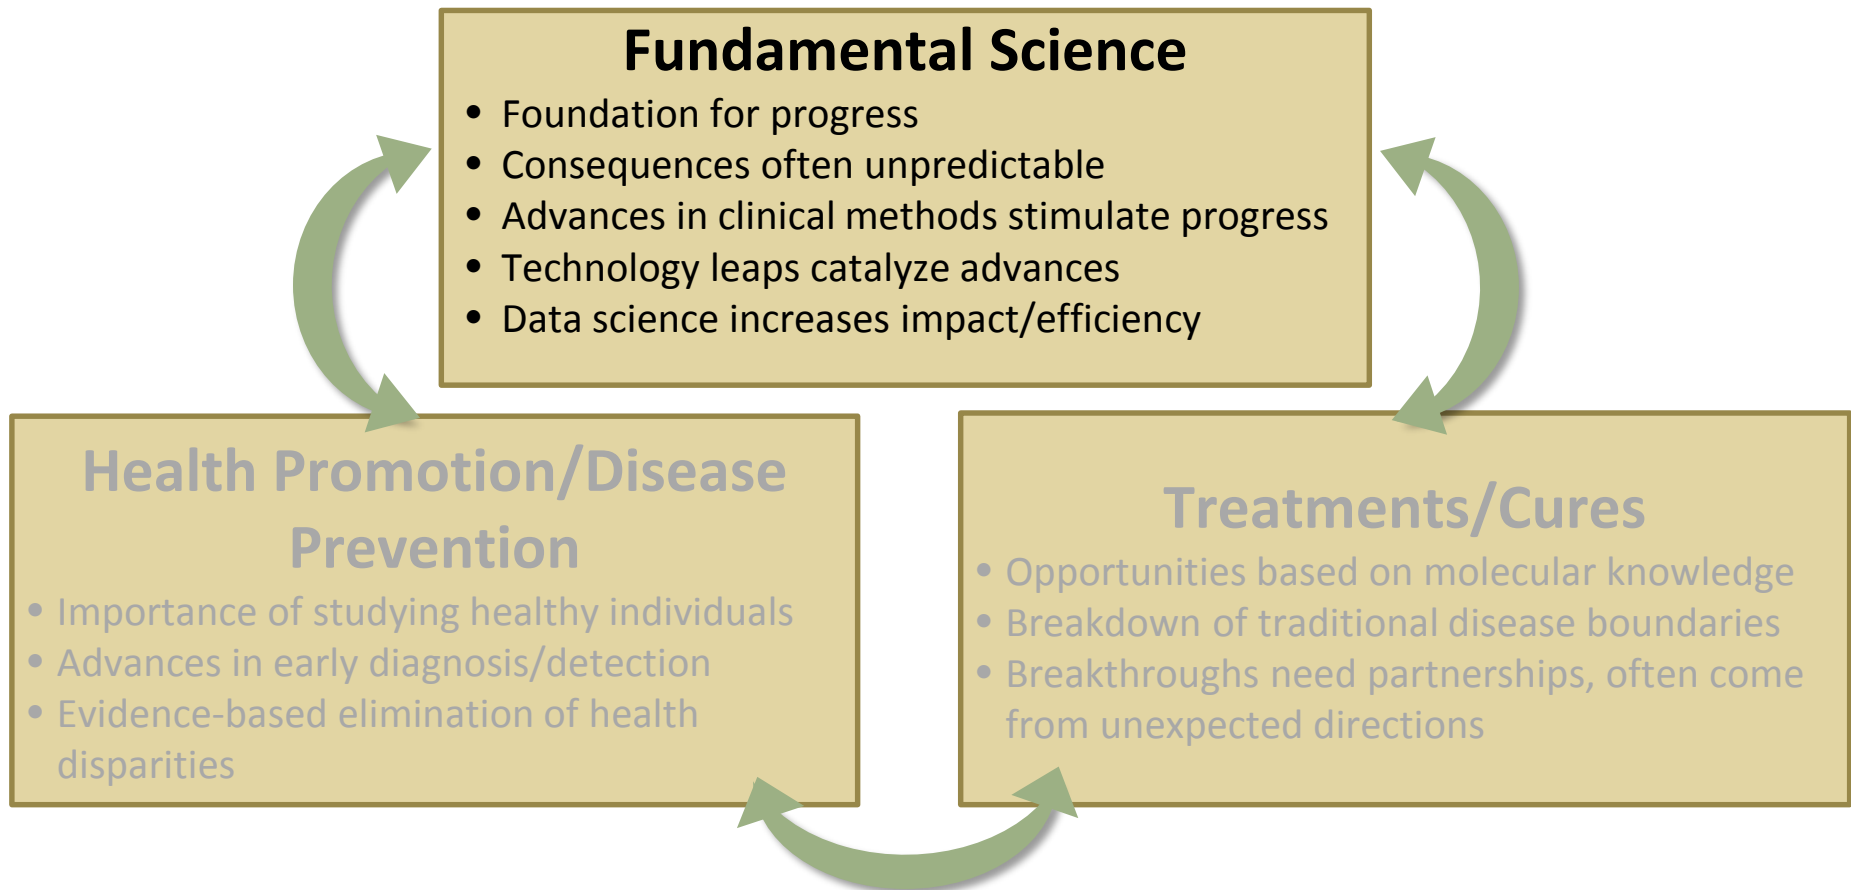 Fundamental Science
• Foundation for progress
• Consequences often unpredictable
• Advances in clinical methods stimulate progress
• Technology leaps catalyze advances
• Data science increases impact/efficiency
Health Promotion/Disease
Prevention
• Importance of studying healthy individuals
• Advances in early diagnosis/detection
• Evidence-based elimination of health
disparities
Treatments/Cures
• Opportunities based on molecular knowledge
• Breakdown of traditional disease boundaries
• Breakthroughs need partnerships, often come
from unexpected directions